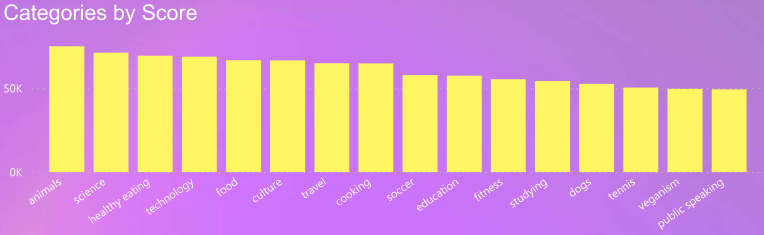 Categories by Score
50K
0K
animals
science
healthy eating
technology
food
culture
travel
cooking
soccer
education
fitness
studying
dogs
tennis
veganism
public speaking